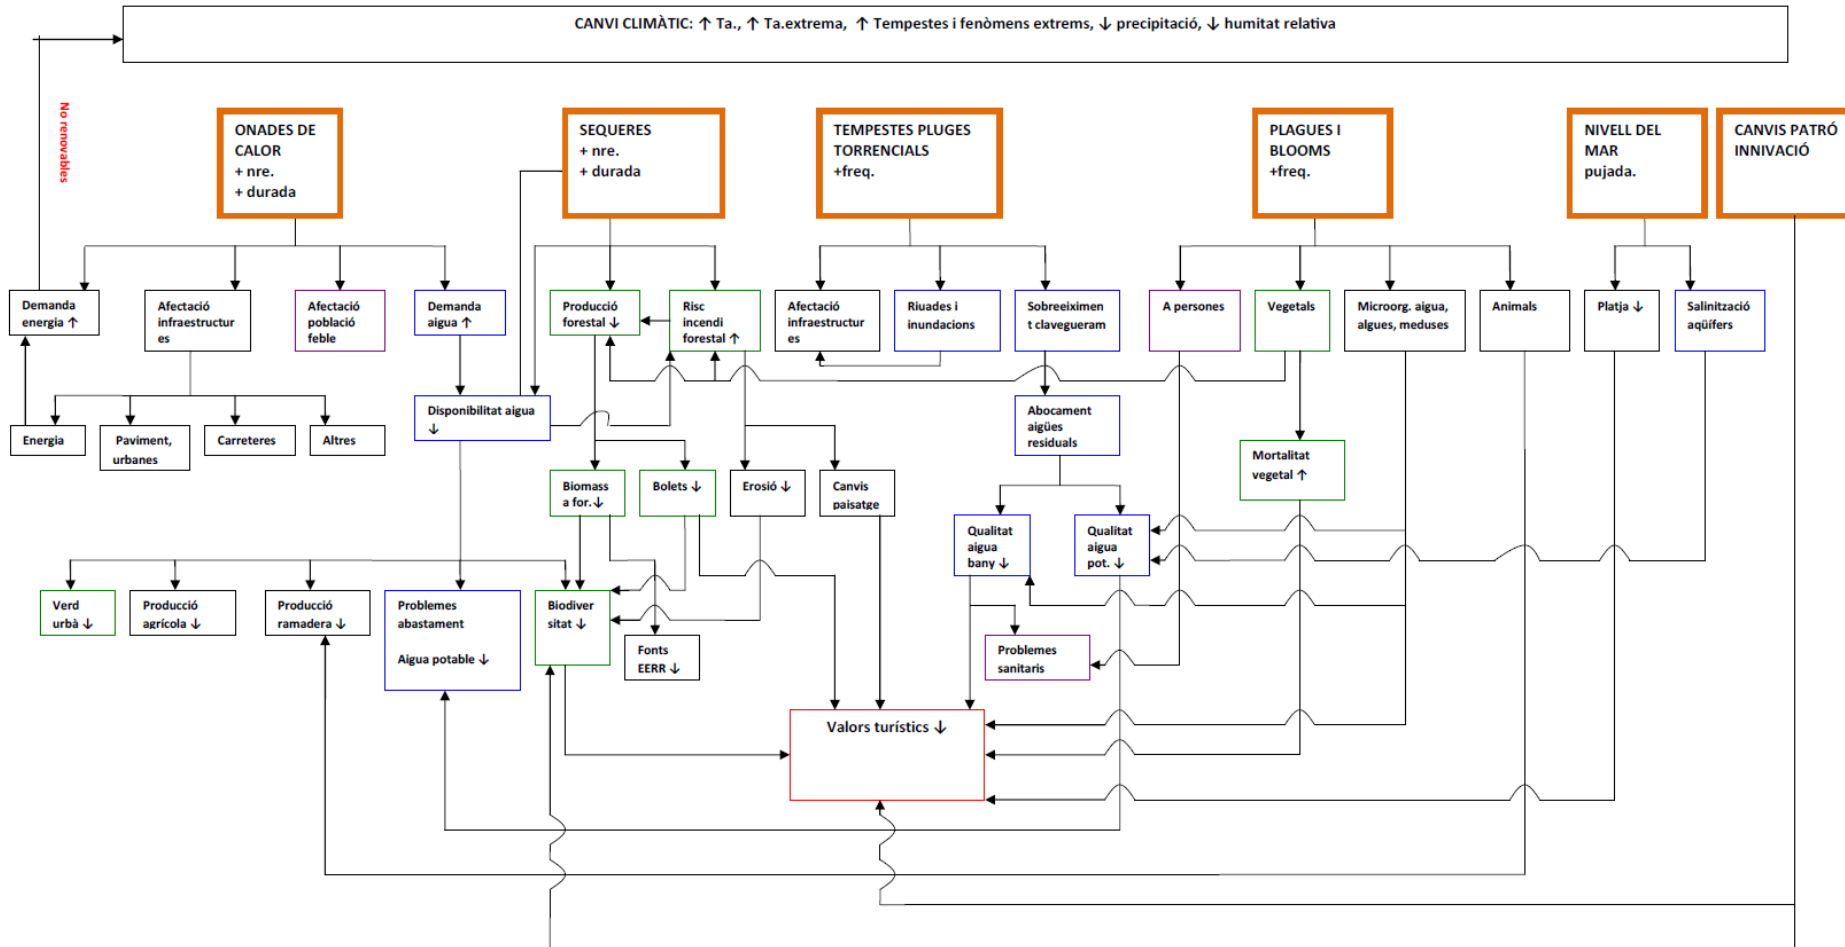 CANVI CLIMÀTIC: ↑ Ta., ↑ Ta.extrema, ↑ Tempestes i fenòmens extrems, ↓ precipitació, ↓ humitat relativa
No renovables
ONADES DE
CALOR
+ nre.
+ durada
SEQUERES
+ nre.
+ durada
TEMPESTES PLUGES
TORRENCIALS
+freq.
PLAGUES I
BLOOMS
+freq.
NIVELL DEL
MAR
pujada.
CANVIS PATRÓ
INNIVACIÓ
Demanda
energia ↑
Afectació
infraestructur
es
Afectació
població
feble
Demanda
aigua ↑
Producció
forestal ↓
Risc
incendi
forestal ↑
Afectació
infraestructur
es
Riuades i
inundacions
Sobreeiximen
t clavegueram
A persones
Vegetals
Microorg. aigua,
algues, meduses
Animals
Platja ↓
Salinització
aqüífers
Energia
Paviment,
urbanes
Carreteres
Altres
Disponibilitat aigua
↓
Abocament
aigües
residuals
Mortalitat
vegetal ↑
Biomass
a for. ↓
Bolets ↓
Erosió ↓
Canvis
paisatge
Qualitat
aigua
bany ↓
Qualitat
aigua
pot. ↓
Verd
urbà ↓
Producció
agrícola ↓
Producció
ramadera ↓
Problemes
abastament
Aigua potable ↓
Biodiver
sitat ↓
Fonts
EERR ↓
Problemes
sanitaris
Valors turístics ↓